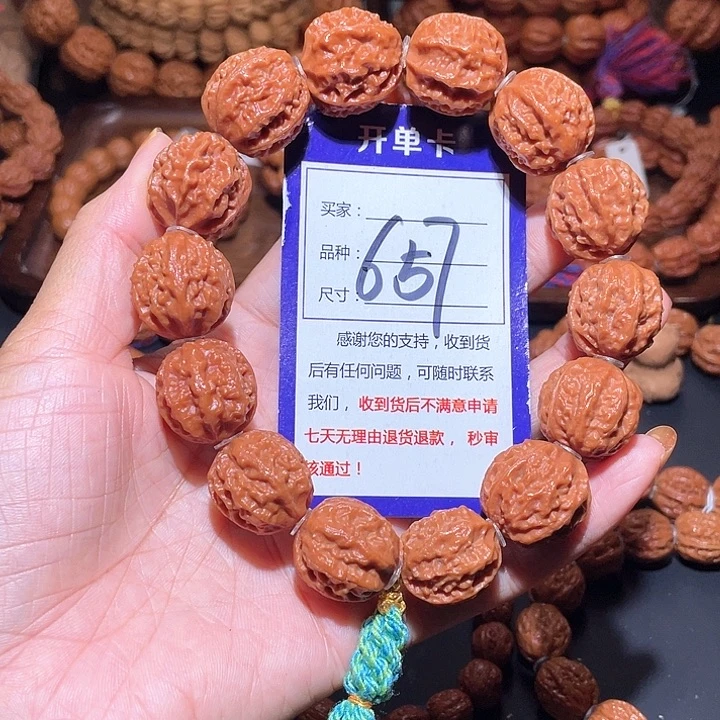 开单卡
买家：
品种：
657
尺寸：
感谢您的支持，收到货
后有任何问题，可随时联系
我们，收到货后不满意申请
七天无理由退货退款，秒审
核通过！